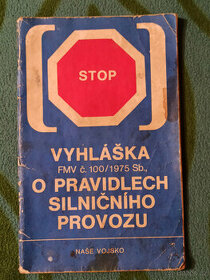 STOP
VYHLÁŠKA
FMV č. 100/1975 Sb.,
O PRAVIDLECH
SILNIČNÍHO
PROVOZU
NAŠE VOJSKO